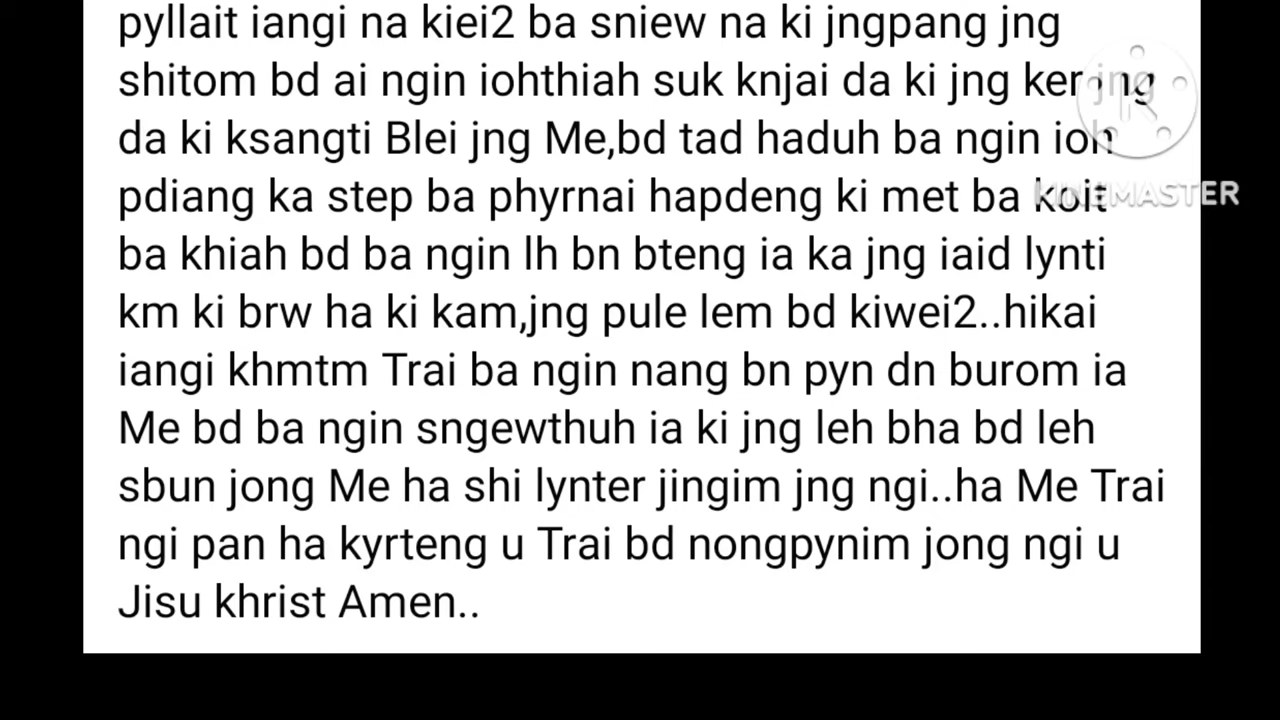 pyllait iangi na kiei2 ba sniew na ki jngpang jng
shitom bd ai ngin iohthiah suk knjai da ki jng ker jng
da ki ksangti Blei jng Me,bd tad haduh ba ngin ioh
pdiang ka step ba phyrnai hapdeng ki met ba koit
KINEMASTER
ba khiah bd ba ngin lh bn bteng ia ka jng iaid lynti
km ki brw ha ki kam,jng pule lem bd kiwei2..hikai
iangi khmtm Trai ba ngin nang bn pyn dn burom ia
Me bd ba ngin sngewthuh ia ki jng leh bha bd leh
sbun jong Me ha shi lynter jingim jng ngi..ha Me Trai
ngi pan ha kyrteng u Trai bd nongpynim jong ngi u
Jisu khrist Amen..